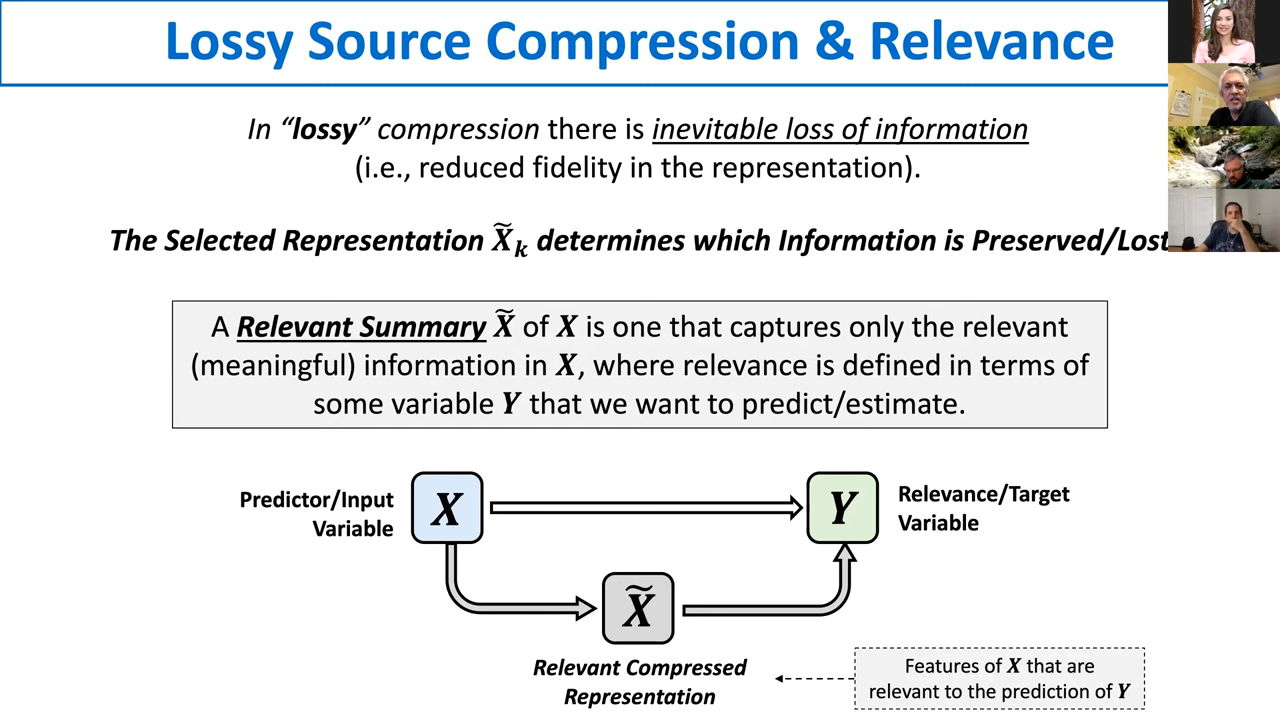 Lossy Source Compression & Relevance
In “lossy” compression there is inevitable loss of information
(i.e., reduced fidelity in the representation).
The Selected Representation X̃ₖ determines which Information is Preserved/Lost
A Relevant Summary X̃ of X is one that captures only the relevant
(meaningful) information in X, where relevance is defined in terms of
some variable Y that we want to predict/estimate.
Predictor/Input
Variable
X
Y
Relevance/Target
Variable
X̃
Relevant Compressed
Representation
Features of X that are
relevant to the prediction of Y